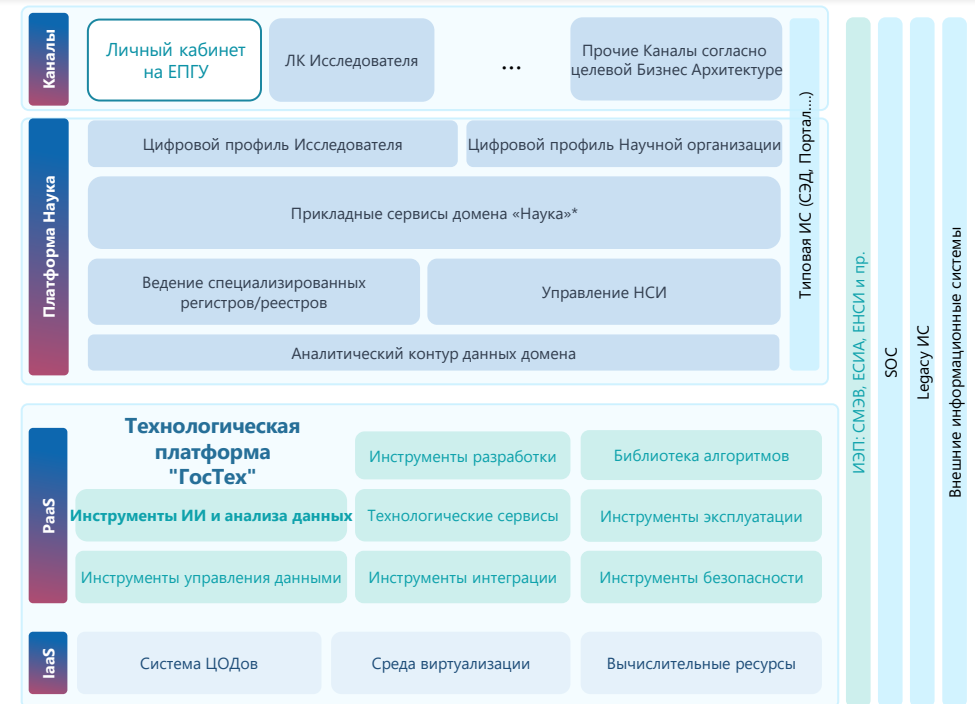 Каналы
Личный кабинет
на ЕПГУ
ЛК Исследователя
...
Прочие Каналы согласно
целевой Бизнес Архитектуре
Платформа Наука
Цифровой профиль Исследователя
Цифровой профиль Научной организации
Прикладные сервисы домена «Наука»*
Ведение специализированных
регистров/реестров
Управление НСИ
Аналитический контур данных домена
Типовая ИС (СЭД, Портал....)
ИЭП: СМЭВ, ЕСИА, ЕНСИ и пр.
SOC
Legacy ИС
Внешние информационные системы
PaaS
Технологическая
платформа
"ГосТех"
Инструменты разработки
Библиотека алгоритмов
Инструменты ИИ и анализа данных
Технологические сервисы
Инструменты эксплуатации
Инструменты управления данными
Инструменты интеграции
Инструменты безопасности
IaaS
Система ЦОДов
Среда виртуализации
Вычислительные ресурсы